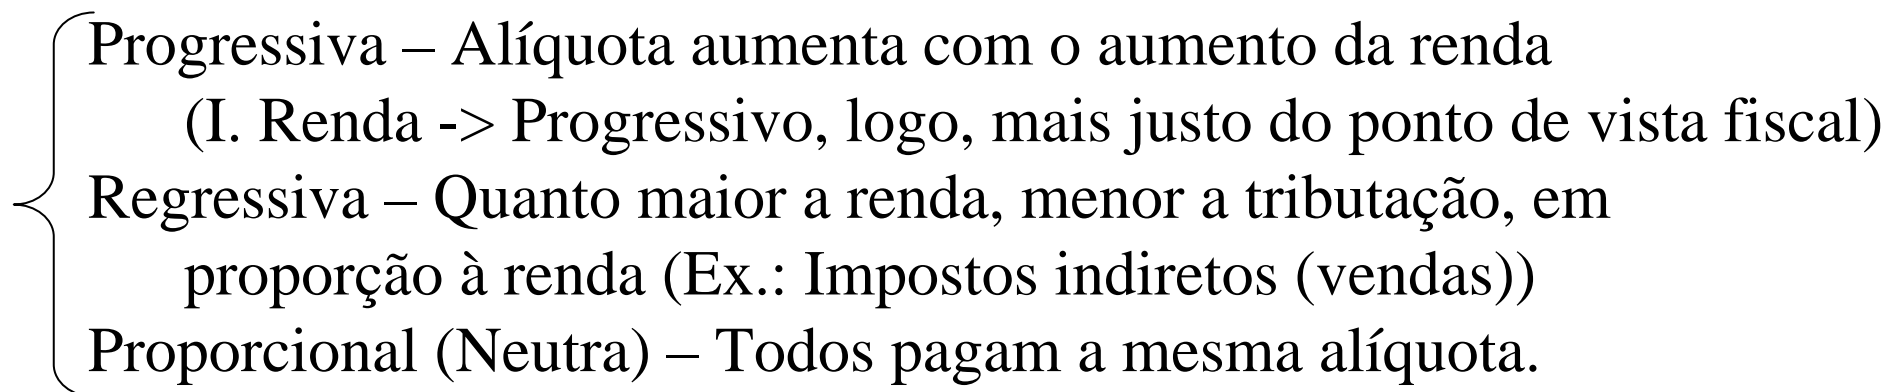 Progressiva – Alíquota aumenta com o aumento da renda
(I. Renda -> Progressivo, logo, mais justo do ponto de vista fiscal)
Regressiva – Quanto maior a renda, menor a tributação, em
proporção à renda (Ex.: Impostos indiretos (vendas))
Proporcional (Neutra) – Todos pagam a mesma alíquota.